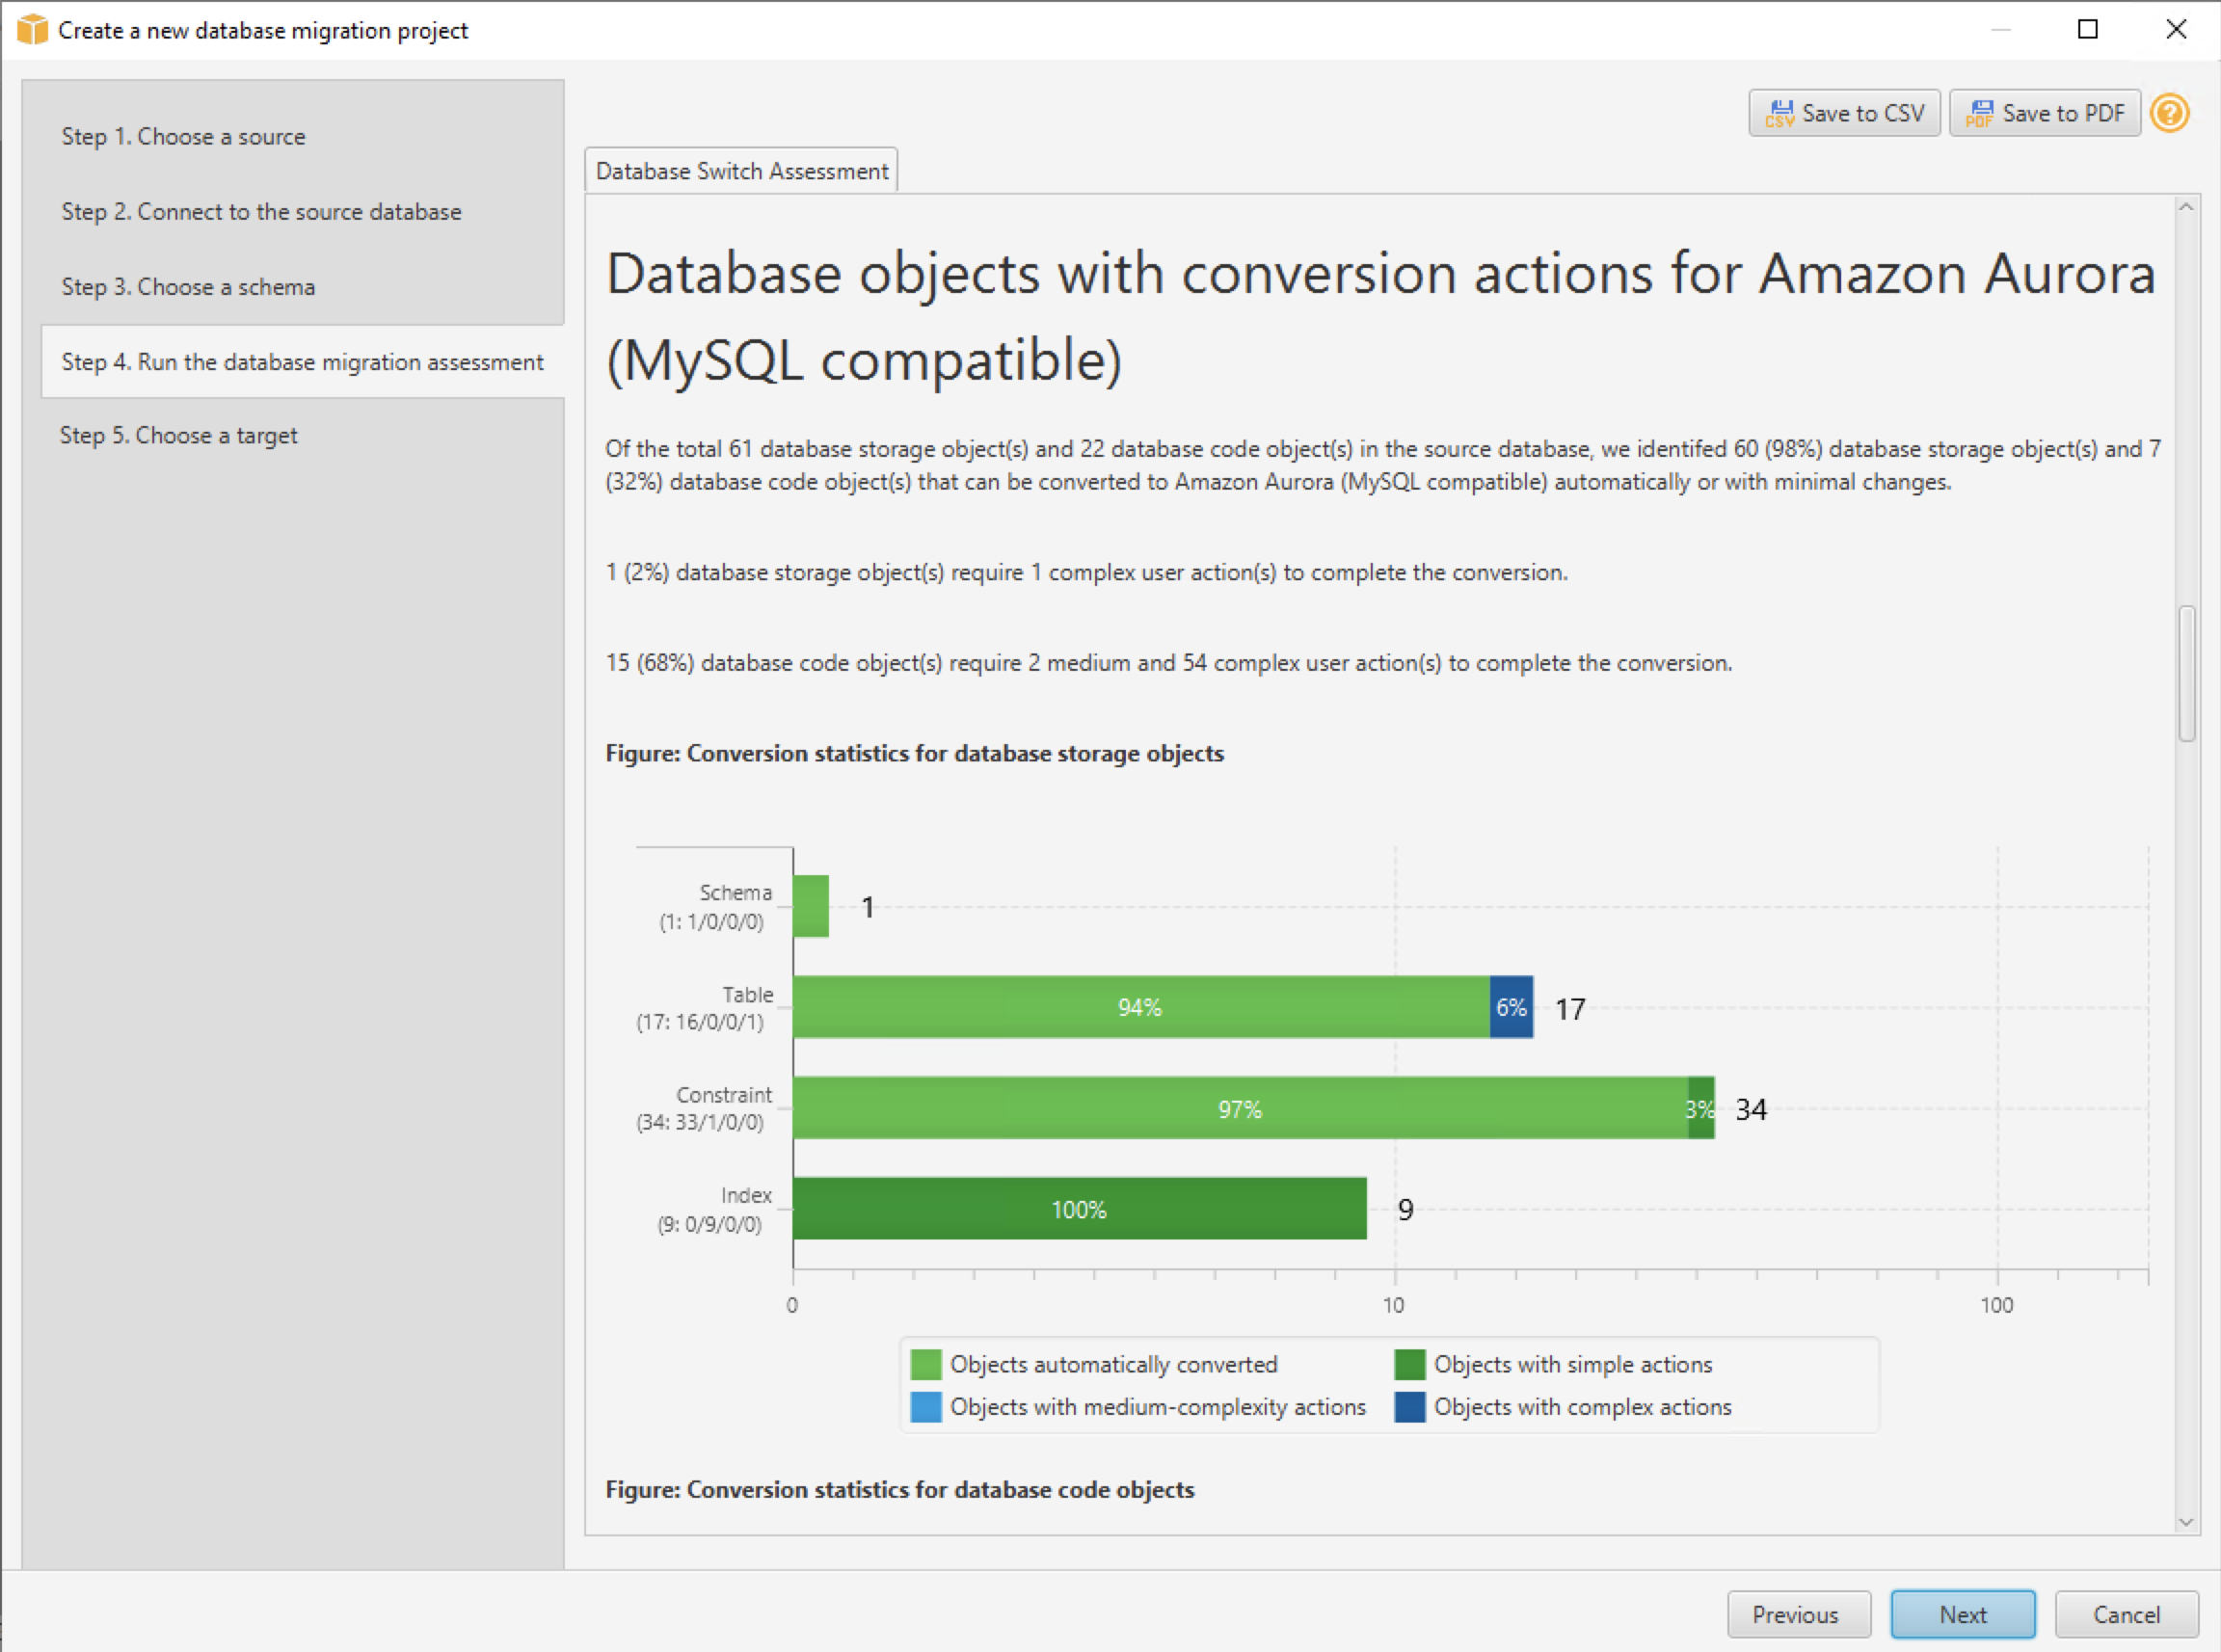 Create a new database migration project
Step 1. Choose a source
Step 2. Connect to the source database
Step 3. Choose a schema
Step 4. Run the database migration assessment
Step 5. Choose a target
CSV Save to CSV
PDF Save to PDF
?
Database Switch Assessment
Database objects with conversion actions for Amazon Aurora
(MySQL compatible)
Of the total 61 database storage object(s) and 22 database code object(s) in the source database, we identifed 60 (98%) database storage object(s) and 7
(32%) database code object(s) that can be converted to Amazon Aurora (MySQL compatible) automatically or with minimal changes.
1 (2%) database storage object(s) require 1 complex user action(s) to complete the conversion.
15 (68%) database code object(s) require 2 medium and 54 complex user action(s) to complete the conversion.
Figure: Conversion statistics for database storage objects
Schema
(1: 1/0/0/0)
1
Table
(17: 16/0/0/1)
94%
6%
17
Constraint
(34: 33/1/0/0)
97%
3%
34
Index
(9: 0/9/0/0)
100%
9
0
10
100
Objects automatically converted
Objects with simple actions
Objects with medium-complexity actions
Objects with complex actions
Figure: Conversion statistics for database code objects
Previous
Next
Cancel